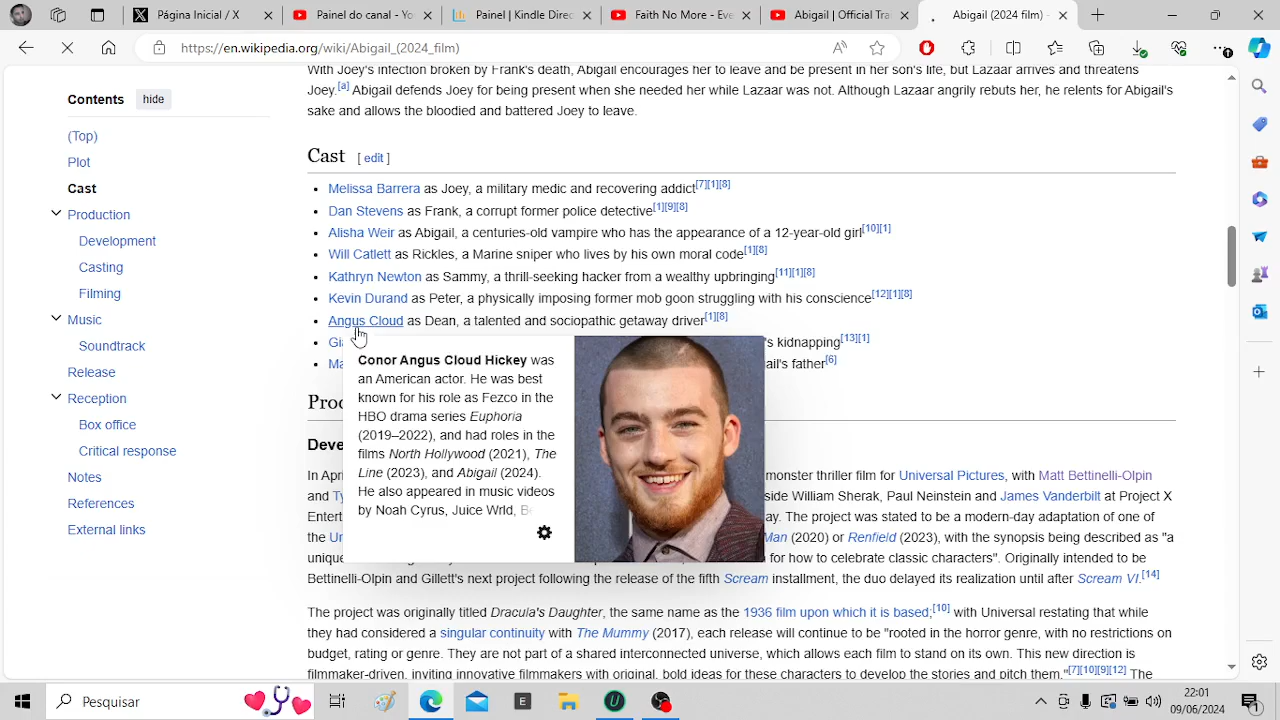 Painel do canal - Yo
Página inicial / X
Painel | Kinde
Faith No More - Eve
Abigail | Official Tra
Abigail (2024 film) -
https://en.wikipedia.org/wiki/Abigail_(2024_film)
With Joey's infection broken by Frank's death, Abigail encourages her to leave and be present in her son's life, but Lazaar arrives and threatens
Joey.[a] Abigail defends Joey for being present when she needed her while Lazaar was not. Although Lazaar angrily rebuts her, he relents for Abigail's
sake and allows the bloodied and battered Joey to leave.
Contents hide
(Top)
Plot
Cast
Production
Development
Casting
Filming
Music
Soundtrack
Release
Reception
Box office
Critical response
Notes
References
External links
Cast [ edit ]
Melissa Barrera as Joey, a military medic and recovering addict[7][1][8]
Dan Stevens as Frank, a corrupt former police detective[1][9][8]
Alisha Weir as Abigail, a centuries-old vampire who has the appearance of a 12-year-old girl[10][1]
Will Catlett as Rickles, a Marine sniper who lives by his own moral code[1][8]
Kathryn Newton as Sammy, a thrill-seeking hacker from a wealthy upbringing[11][1][8]
Kevin Durand as Peter, a physically imposing former mob goon struggling with his conscience[12][1][8]
Angus Cloud as Dean, a talented and sociopathic getaway driver[1][8]
Gia 's kidnapping[13][1]
Ma ail's father[6]
Conor Angus Cloud Hickey was
an American actor. He was best
known for his role as Fezco in the
HBO drama series Euphoria
(2019–2022), and had roles in the
films North Hollywood (2021), The
Line (2023), and Abigail (2024).
He also appeared in music videos
by Noah Cyrus, Juice Wrld, Be
Proc
Deve
In Apri monster thriller film for Universal Pictures, with Matt Bettinelli-Olpin
and Ty side William Sherak, Paul Neinstein and James Vanderbilt at Project X
Entert ay. The project was stated to be a modern-day adaptation of one of
the Un Man (2020) or Renfield (2023), with the synopsis being described as "a
unique for how to celebrate classic characters". Originally intended to be
Bettinelli-Olpin and Gillett's next project following the release of the fifth Scream installment, the duo delayed its realization until after Scream VI.[14]
The project was originally titled Dracula's Daughter, the same name as the 1936 film upon which it is based;[10] with Universal restating that while
they had considered a singular continuity with The Mummy (2017), each release will continue to be "rooted in the horror genre, with no restrictions on
budget, rating or genre. They are not part of a shared interconnected universe, which allows each film to stand on its own. This new direction is
filmmaker-driven, inviting innovative filmmakers with original, bold ideas for these characters to develop the stories and pitch them."[7][10][9][12] The
Pesquisar
E
22:01
09/06/2024